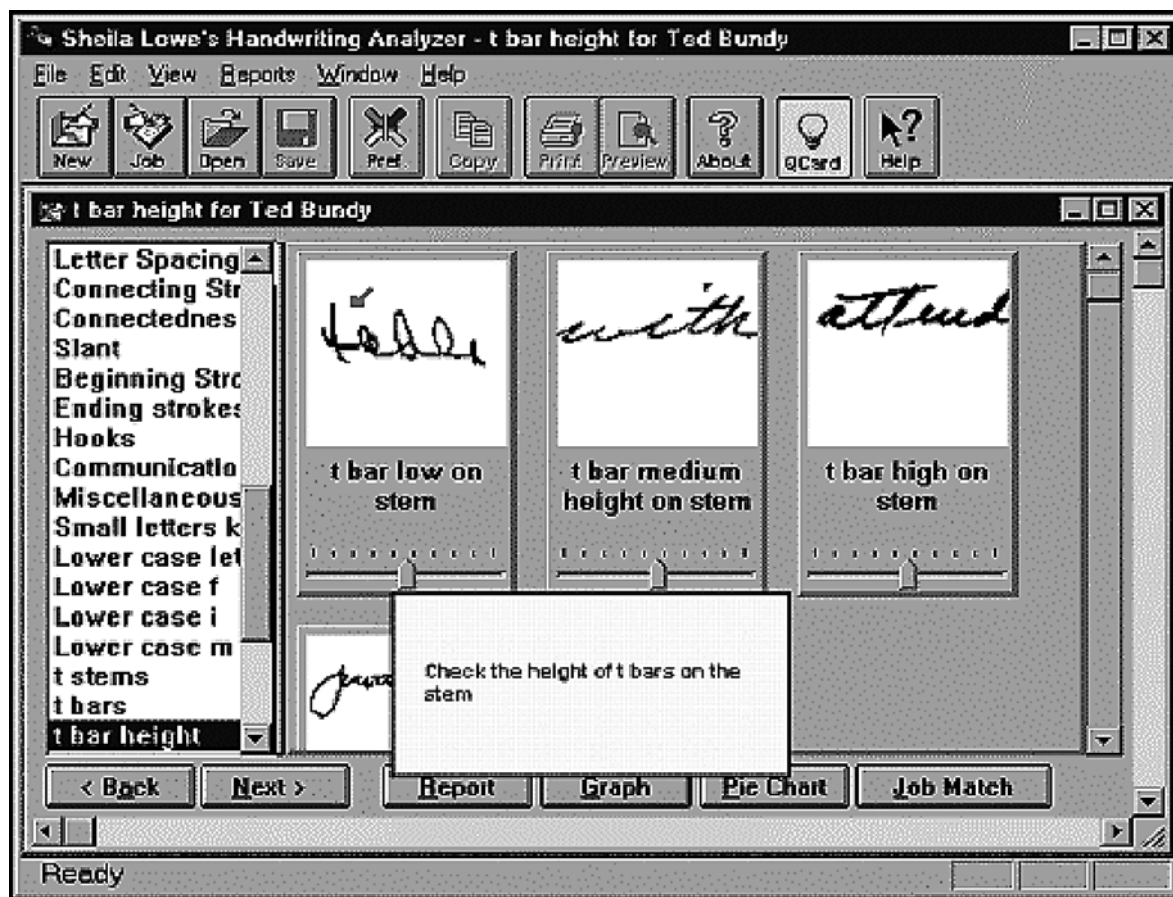 Sheila Lowe's Handwriting Analyzer - t bar height for Ted Bundy
File Edit View Reports Window Help
New Job Open Save Pref. Copy Print Preview About QCard Help
t bar height for Ted Bundy
Letter Spacing
Connecting Str
Connectednes
Slant
Beginning Stro
Ending strokes
Hooks
Communicatio
Miscellaneous
Small letters k
Lower case let
Lower case f
Lower case i
Lower case m
t stems
t bars
t bar height
with
attend
t bar low on
stem
t bar medium
height on stem
t bar high on
stem
Check the height of t bars on the
stem
< Back Next > Report Graph Pie Chart Job Match
Ready